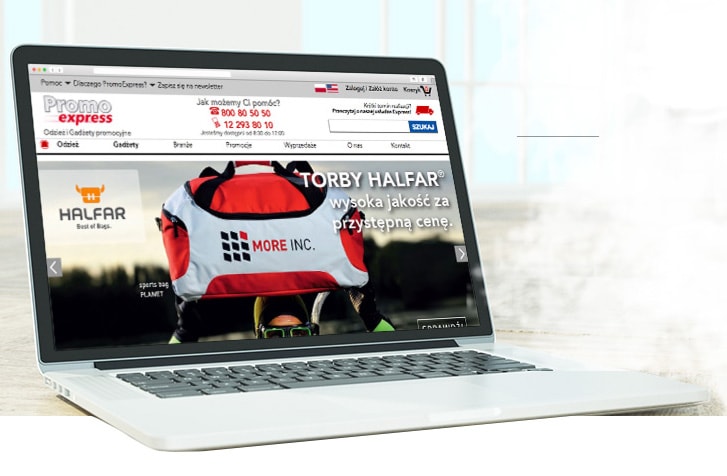 Pomoc Dlaczego PromoExpress? Zapisz się na newsletter
Zaloguj / Załóż konto Koszyk
Promo
express
Odzież i Gadżety promocyjne
Jak możemy Ci pomóc?
800 80 50 50
12 293 80 10
Jesteśmy dostępni od 8:30 do 17:00
Krótki termin realizacji?
Przeczytaj o naszej usłudze Express!
SZUKAJ
Odzież Gadżety Branże Promocje Wyprzedaże O nas Kontakt
HALFAR
Best of Bags.
TORBY HALFAR®
wysoka jakość za
przystępną cenę.
MORE INC.
sports bag
PLANET
SPRAWDŹ!